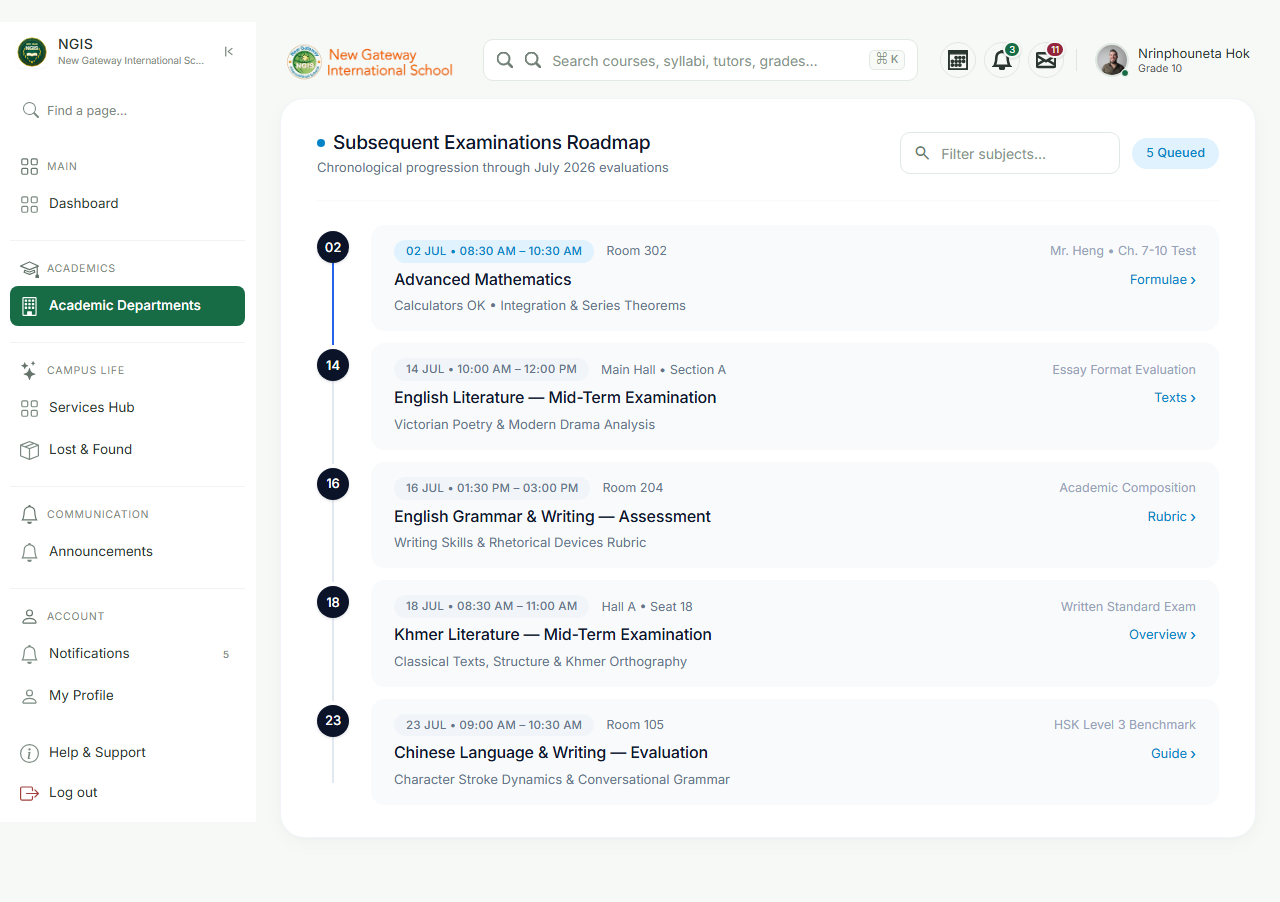 NGIS
New Gateway International Sc...
Find a page...
MAIN
Dashboard
ACADEMICS
Academic Departments
CAMPUS LIFE
Services Hub
Lost & Found
COMMUNICATION
Announcements
ACCOUNT
Notifications 5
My Profile
Help & Support
Log out
New Gateway
International School
Search courses, syllabi, tutors, grades...
⌘ K
3
11
Nrinphouneta Hok
Grade 10
Subsequent Examinations Roadmap
Chronological progression through July 2026 evaluations
Filter subjects...
5 Queued
02
02 JUL • 08:30 AM – 10:30 AM Room 302 Mr. Heng • Ch. 7-10 Test
Advanced Mathematics Formulae ›
Calculators OK • Integration & Series Theorems
14
14 JUL • 10:00 AM – 12:00 PM Main Hall • Section A Essay Format Evaluation
English Literature — Mid-Term Examination Texts ›
Victorian Poetry & Modern Drama Analysis
16
16 JUL • 01:30 PM – 03:00 PM Room 204 Academic Composition
English Grammar & Writing — Assessment Rubric ›
Writing Skills & Rhetorical Devices Rubric
18
18 JUL • 08:30 AM – 11:00 AM Hall A • Seat 18 Written Standard Exam
Khmer Literature — Mid-Term Examination Overview ›
Classical Texts, Structure & Khmer Orthography
23
23 JUL • 09:00 AM – 10:30 AM Room 105 HSK Level 3 Benchmark
Chinese Language & Writing — Evaluation Guide ›
Character Stroke Dynamics & Conversational Grammar